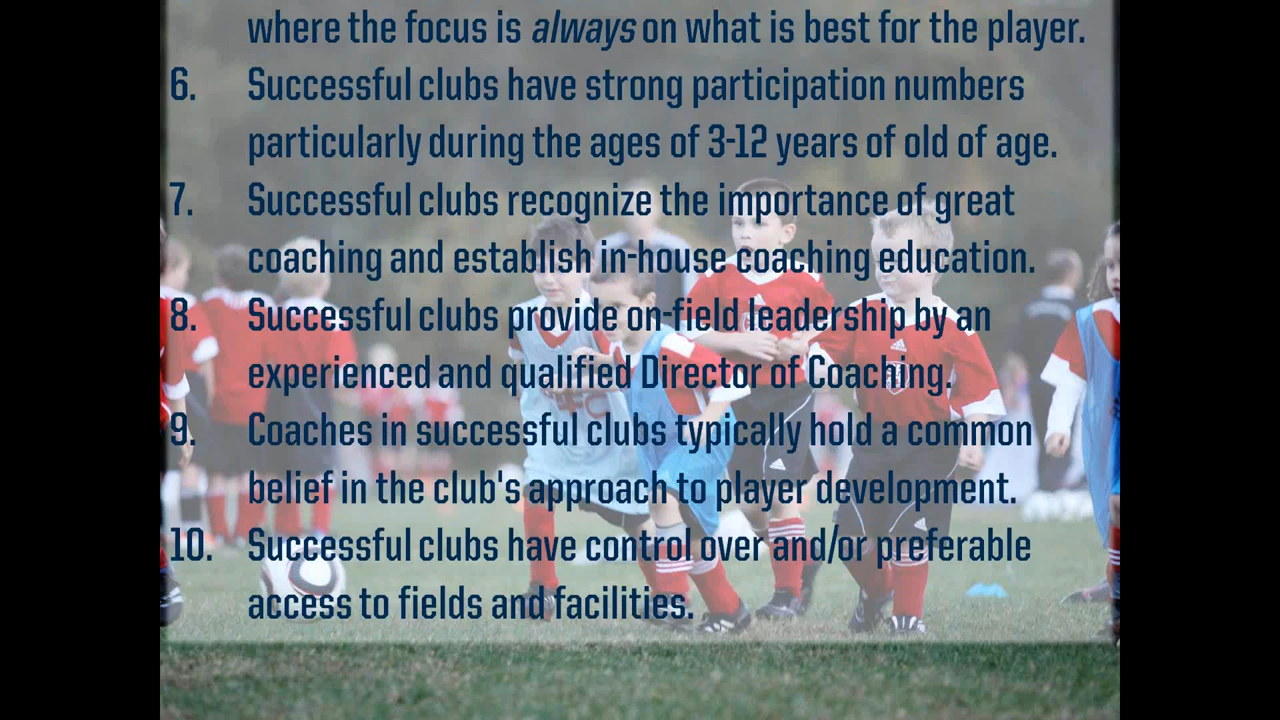 where the focus is always on what is best for the player.
6. Successful clubs have strong participation numbers
particularly during the ages of 3-12 years of old of age.
7. Successful clubs recognize the importance of great
coaching and establish in-house coaching education.
8. Successful clubs provide on-field leadership by an
experienced and qualified Director of Coaching.
9. Coaches in successful clubs typically hold a common
belief in the club's approach to player development.
10. Successful clubs have control over and/or preferable
access to fields and facilities.